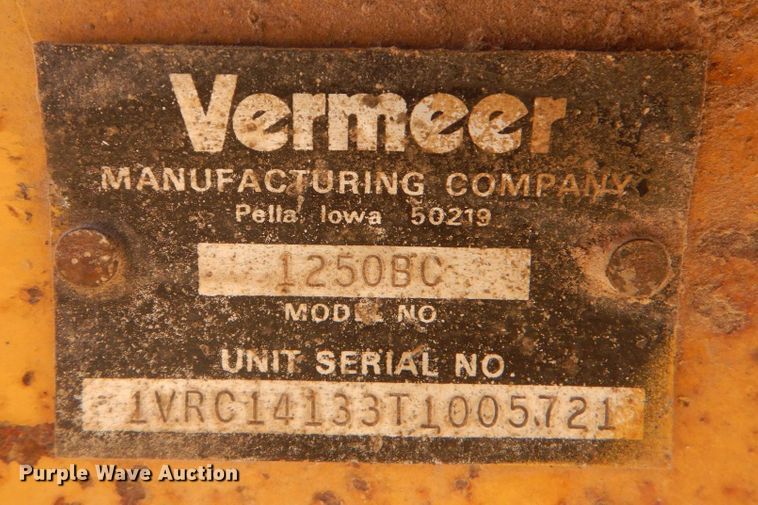 Vermeer
MANUFACTURING COMPANY
Pella, Iowa 50219
1250BC
MODEL NO
UNIT SERIAL NO.
1VRC14133T1005721
Purple Wave Auction